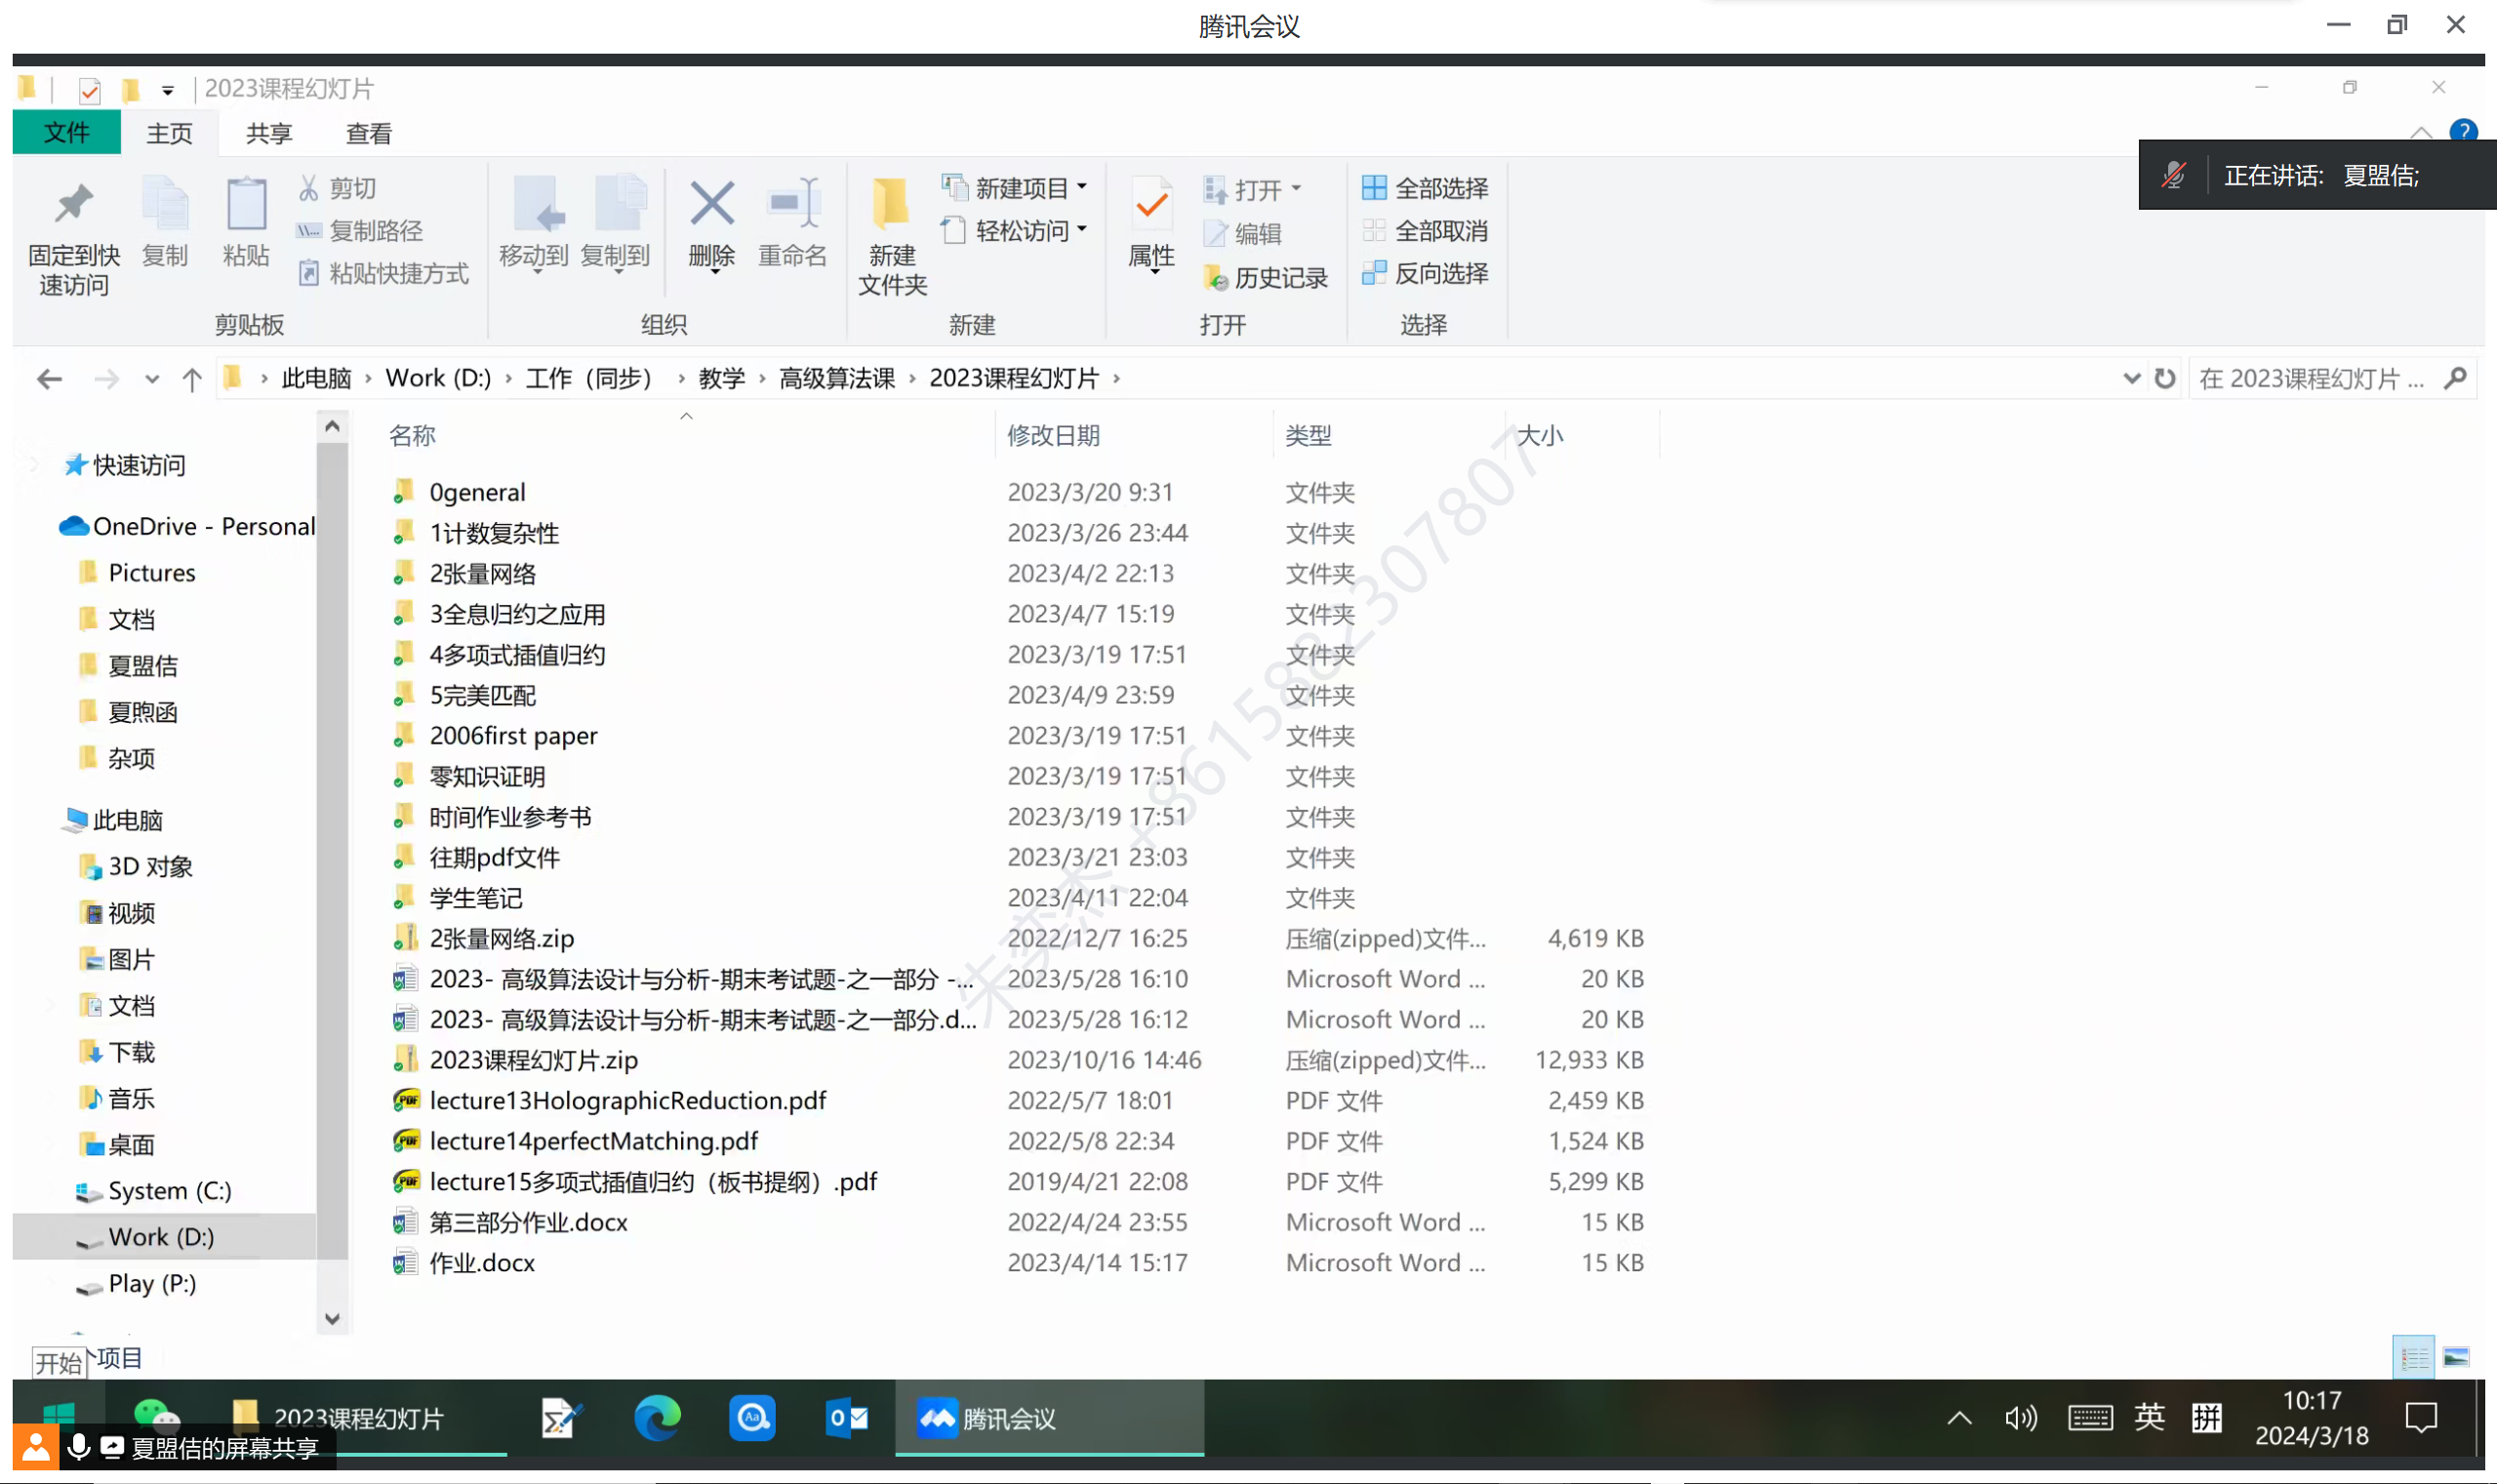 腾讯会议
2023课程幻灯片
文件 主页 共享 查看
正在讲话: 夏盟佶;
固定到快速访问 复制 粘贴 剪切 复制路径 粘贴快捷方式
移动到 复制到 删除 重命名
新建文件夹 新建项目 轻松访问
属性 打开 编辑 历史记录
全部选择 全部取消 反向选择
剪贴板 组织 新建 打开 选择
此电脑 › Work (D:) › 工作（同步） › 教学 › 高级算法课 › 2023课程幻灯片 ›
在 2023课程幻灯片 ...
快速访问
OneDrive - Personal
Pictures
文档
夏盟佶
夏煦函
杂项
此电脑
3D 对象
视频
图片
文档
下载
音乐
桌面
System (C:)
Work (D:)
Play (P:)
名称 修改日期 类型 大小
0general 2023/3/20 9:31 文件夹
1计数复杂性 2023/3/26 23:44 文件夹
2张量网络 2023/4/2 22:13 文件夹
3全息归约之应用 2023/4/7 15:19 文件夹
4多项式插值归约 2023/3/19 17:51 文件夹
5完美匹配 2023/4/9 23:59 文件夹
2006first paper 2023/3/19 17:51 文件夹
零知识证明 2023/3/19 17:51 文件夹
时间作业参考书 2023/3/19 17:51 文件夹
往期pdf文件 2023/3/21 23:03 文件夹
学生笔记 2023/4/11 22:04 文件夹
2张量网络.zip 2022/12/7 16:25 压缩(zipped)文件... 4,619 KB
2023- 高级算法设计与分析-期末考试题-之一部分 -... 2023/5/28 16:10 Microsoft Word ... 20 KB
2023- 高级算法设计与分析-期末考试题-之一部分.d... 2023/5/28 16:12 Microsoft Word ... 20 KB
2023课程幻灯片.zip 2023/10/16 14:46 压缩(zipped)文件... 12,933 KB
lecture13HolographicReduction.pdf 2022/5/7 18:01 PDF 文件 2,459 KB
lecture14perfectMatching.pdf 2022/5/8 22:34 PDF 文件 1,524 KB
lecture15多项式插值归约（板书提纲）.pdf 2019/4/21 22:08 PDF 文件 5,299 KB
第三部分作业.docx 2022/4/24 23:55 Microsoft Word ... 15 KB
作业.docx 2023/4/14 15:17 Microsoft Word ... 15 KB
朱奕杰 +8615882307807
开始 个项目
2023课程幻灯片 腾讯会议
英 拼 10:17
2024/3/18
夏盟佶的屏幕共享